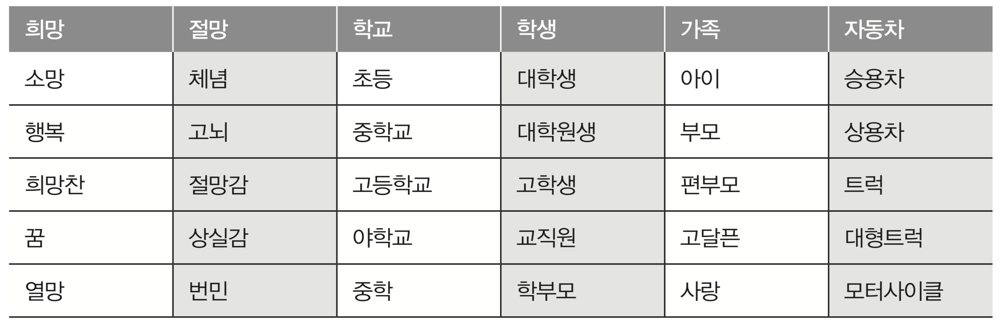 희망 절망 학교 학생 가족 자동차
소망 체념 초등 대학생 아이 승용차
행복 고뇌 중학교 대학원생 부모 상용차
희망찬 절망감 고등학교 고학생 편부모 트럭
꿈 상실감 야학교 교직원 고달픈 대형트럭
열망 번민 중학 학부모 사랑 모터사이클